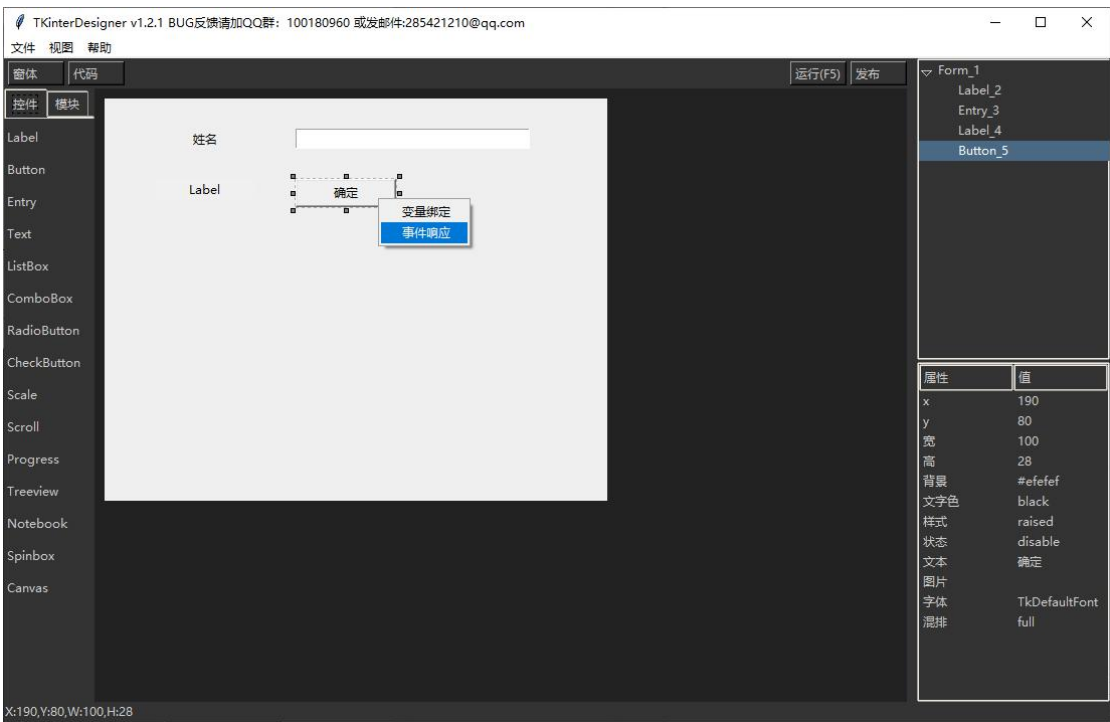 TKinterDesigner v1.2.1 BUG反馈请加QQ群：100180960 或发邮件:285421210@qq.com
文件 视图 帮助
窗体 代码 运行(F5) 发布
控件 模块
Label
Button
Entry
Text
ListBox
ComboBox
RadioButton
CheckButton
Scale
Scroll
Progress
Treeview
Notebook
Spinbox
Canvas
姓名
Label 确定
变量绑定
事件响应
Form_1
Label_2
Entry_3
Label_4
Button_5
属性 值
x 190
y 80
宽 100
高 28
背景 #efefef
文字色 black
样式 raised
状态 disable
文本 确定
图片
字体 TkDefaultFont
混排 full
X:190,Y:80,W:100,H:28